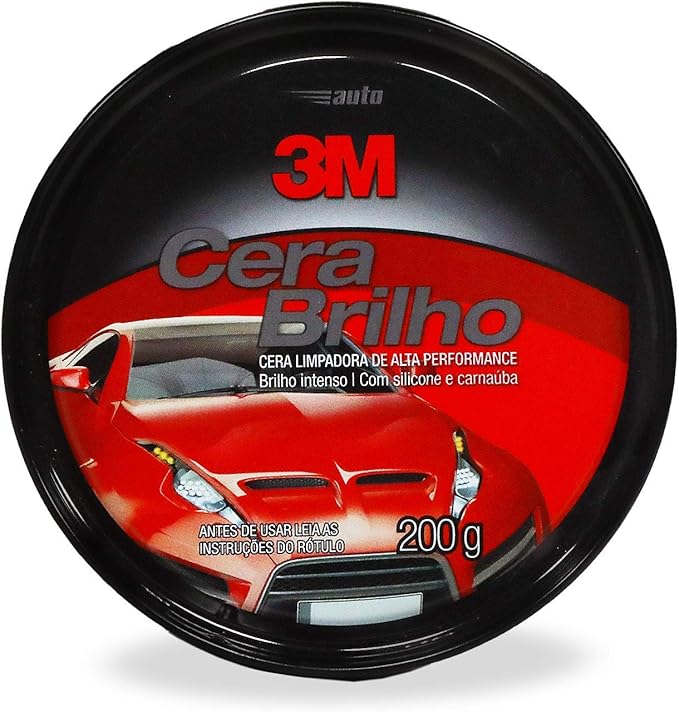 auto
3M
Cera
Brilho
CERA LIMPADORA DE ALTA PERFORMANCE
Brilho intenso | Com silicone e carnaúba
ANTES DE USAR LEIA AS
INSTRUÇÕES DO RÓTULO
200 g